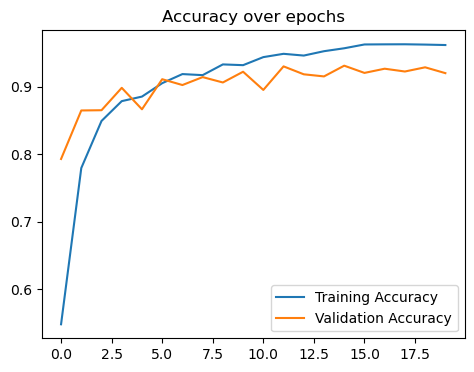 Accuracy over epochs
0.9
0.8
0.7
0.6
Training Accuracy
Validation Accuracy
0.0 2.5 5.0 7.5 10.0 12.5 15.0 17.5